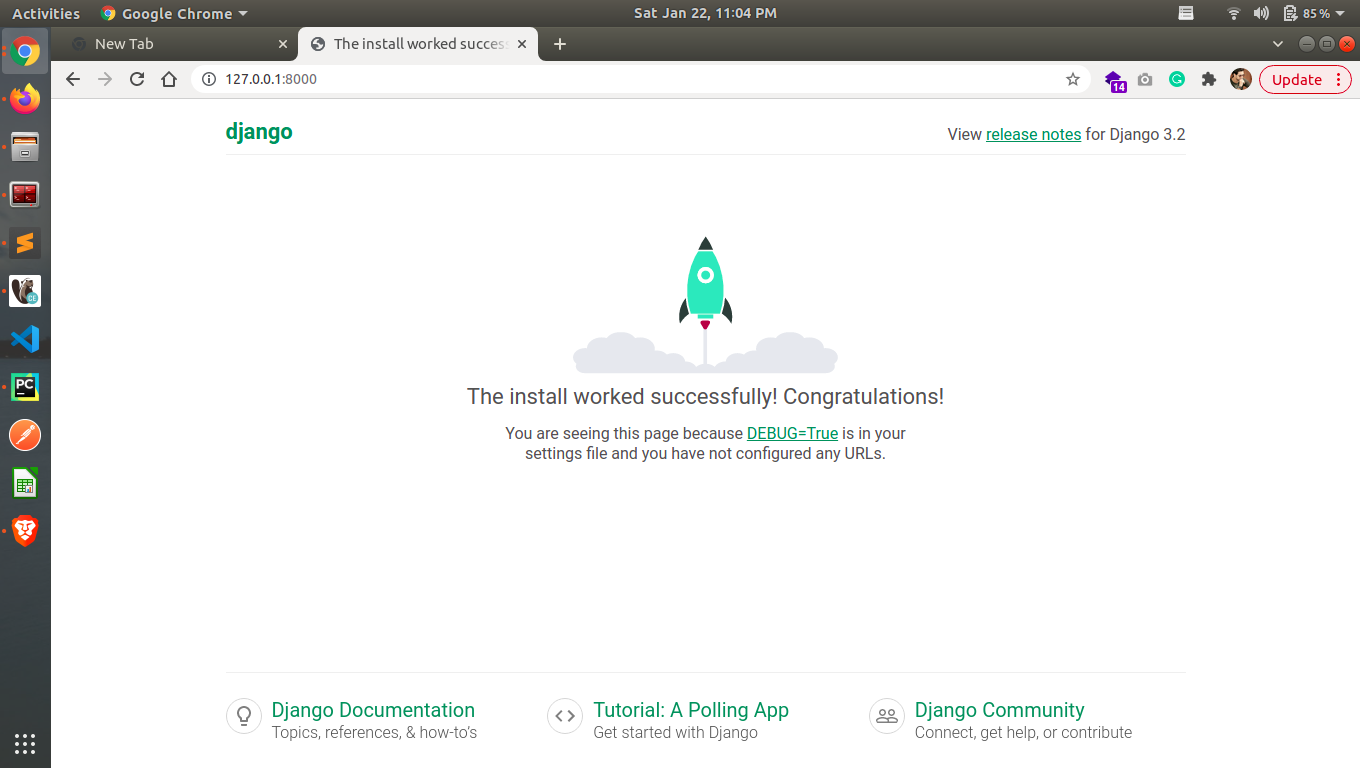 Activities
Google Chrome
Sat Jan 22, 11:04 PM
85 %
New Tab
The install worked succes
127.0.0.1:8000
14
Update
django
View release notes for Django 3.2
The install worked successfully! Congratulations!
You are seeing this page because DEBUG=True is in your
settings file and you have not configured any URLs.
PC
CE
Django Documentation
Topics, references, & how-to's
Tutorial: A Polling App
Get started with Django
Django Community
Connect, get help, or contribute